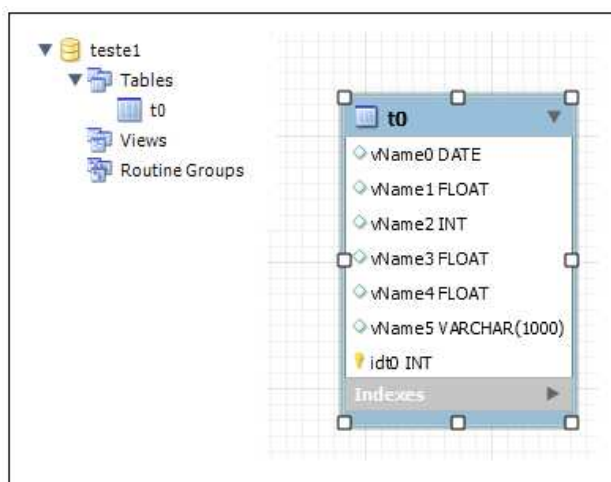 teste1
Tables
t0
Views
Routine Groups
t0
vName0 DATE
vName1 FLOAT
vName2 INT
vName3 FLOAT
vName4 FLOAT
vName5 VARCHAR(1000)
idt0 INT
Indexes